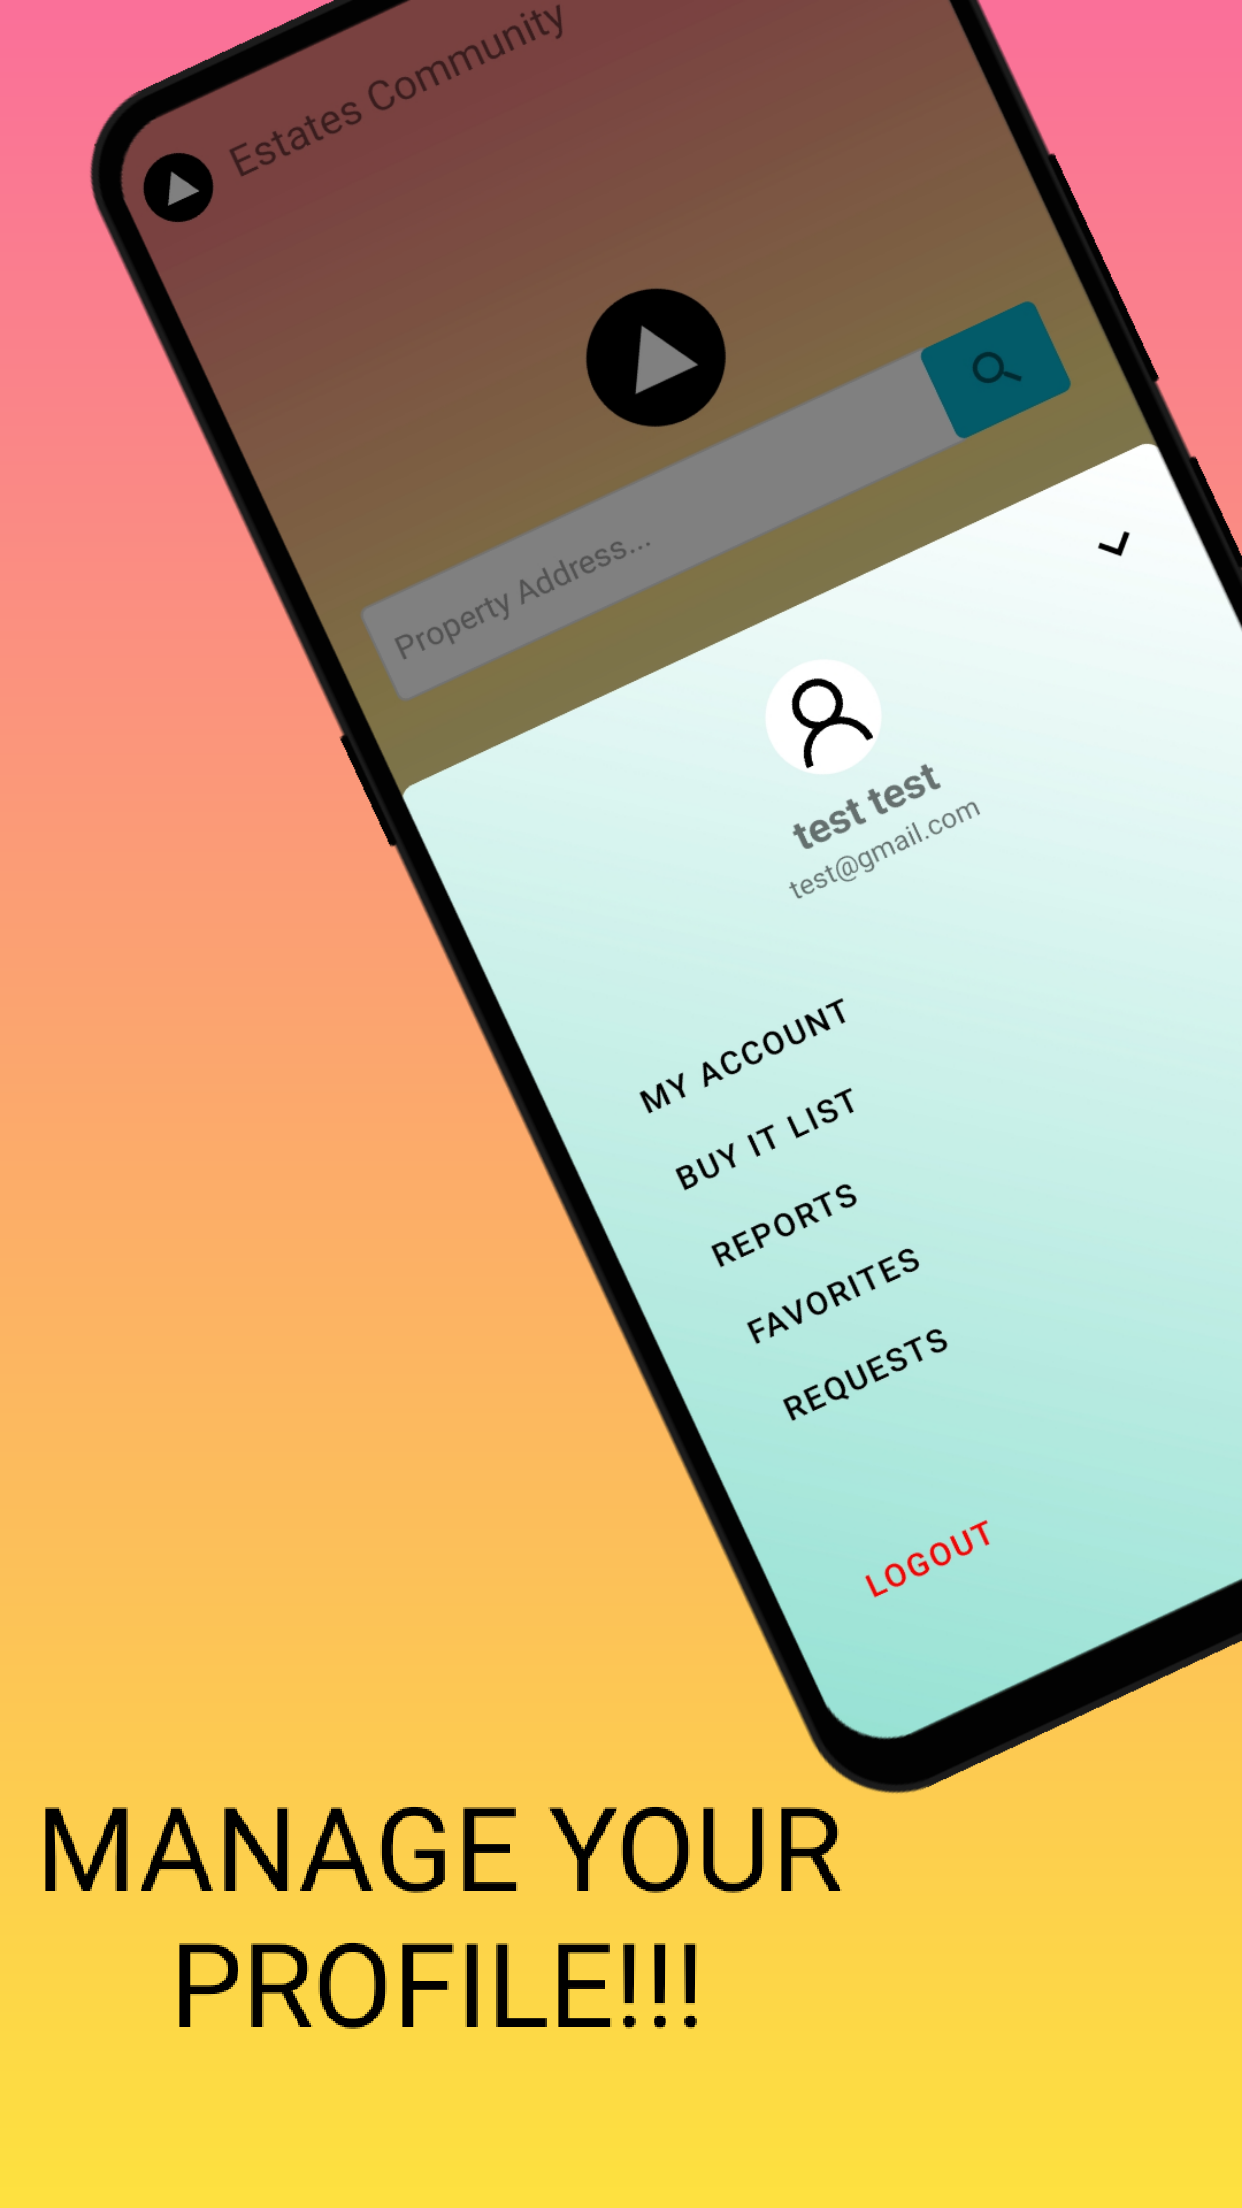 Estates Community
Property Address...
test test
test@gmail.com
MY ACCOUNT
BUY IT LIST
REPORTS
FAVORITES
REQUESTS
LOGOUT
MANAGE YOUR
PROFILE!!!